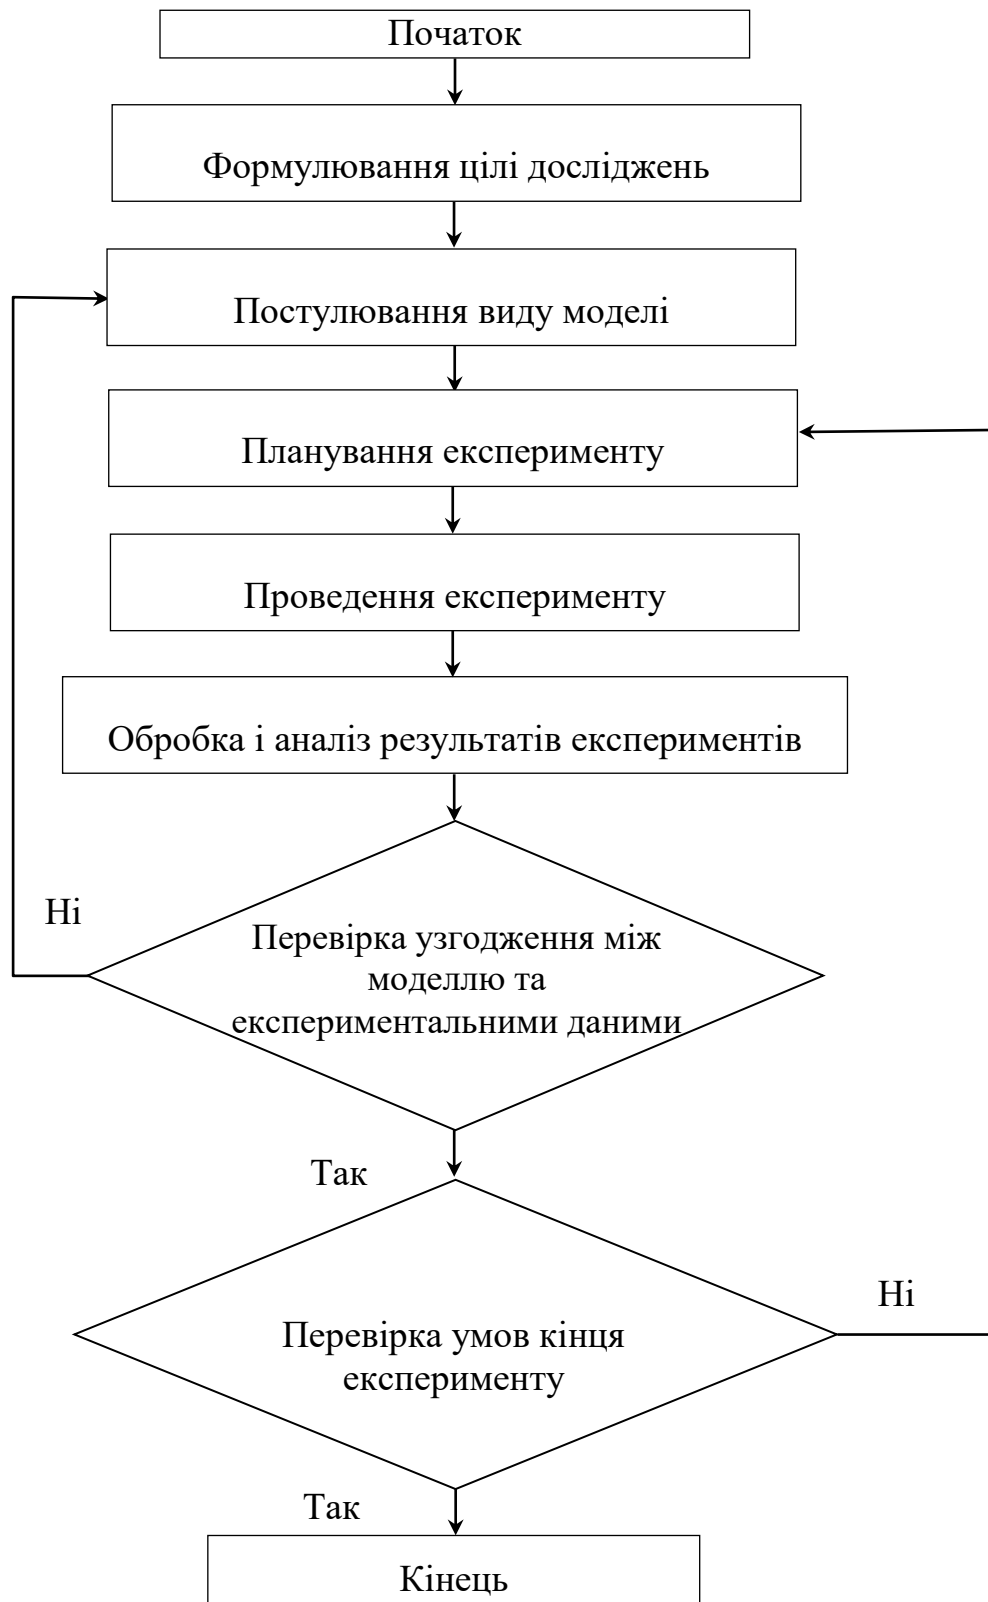 Початок
Формулювання цілі досліджень
Постулювання виду моделі
Планування експерименту
Проведення експерименту
Обробка і аналіз результатів експериментів
Ні
Перевірка узгодження між
моделлю та
експериментальними даними
Так
Ні
Перевірка умов кінця
експерименту
Так
Кінець